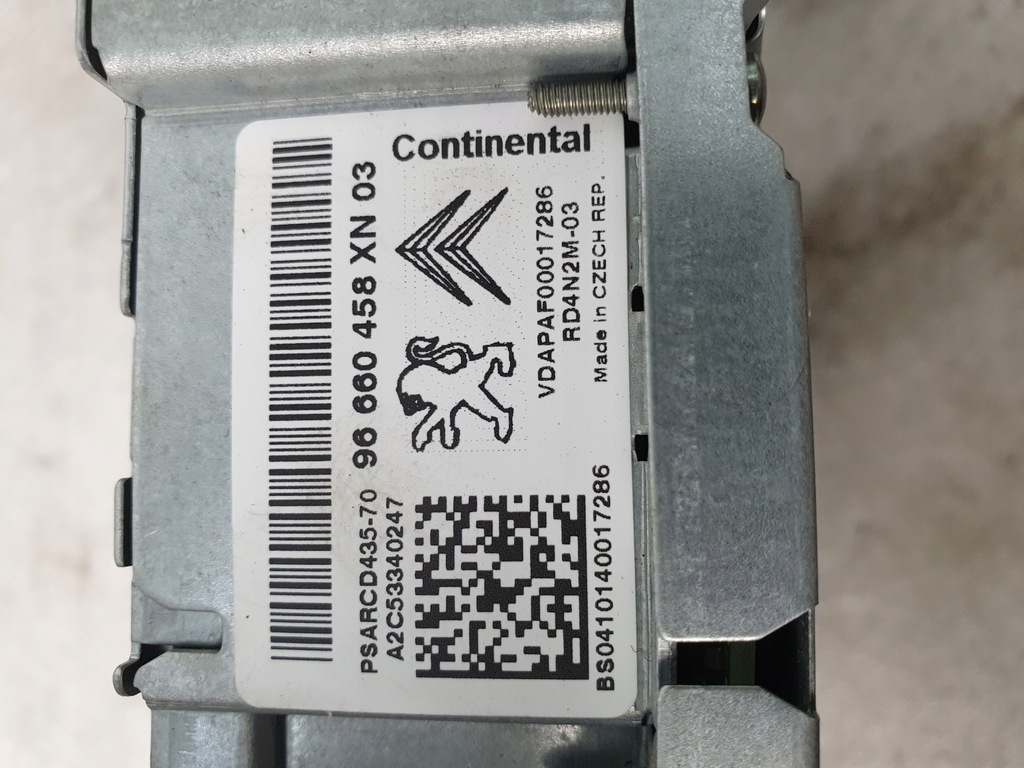 Continental
PSARCD435-70 96 660 458 XN 03
A2C53340247
VDAPAF00017286
RD4N2M-03
Made in CZECH REP.
BS0410140017286